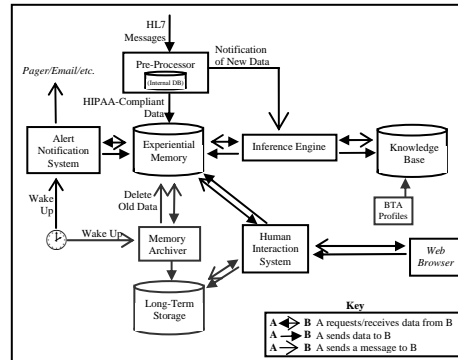 HL7
Messages
Notification
of New Data
Pager/Email/etc.
Pre-Processor
(Internal DB)
HIPAA-Compliant
Data
Alert
Notification
System
Experiential
Memory
Inference Engine
Knowledge
Base
Wake
Up
Delete
Old Data
BTA
Profiles
Wake Up
Memory
Archiver
Human
Interaction
System
Web
Browser
Long-Term
Storage
Key
A B A requests/receives data from B
A B A sends data to B
A B A sends a message to B